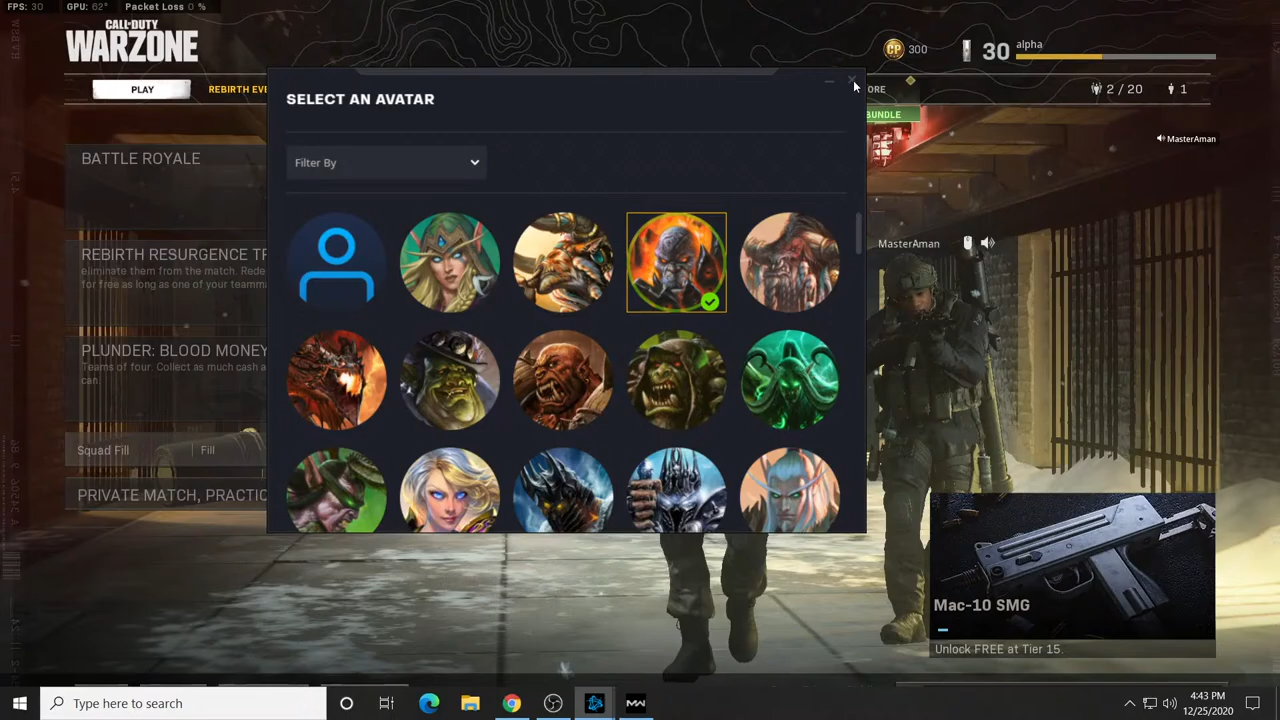 FPS: 30 GPU: 62° Packet Loss 0 %
CALL OF DUTY
WARZONE
CP 300
30 alpha
PLAY
REBIRTH EVE
ORE
2 / 20 1
BUNDLE
MasterAman
SELECT AN AVATAR
Filter By
BATTLE ROYALE
REBIRTH RESURGENCE TR
eliminate them from the match. Rede
for free as long as one of your teamma
PLUNDER: BLOOD MONEY
Teams of four. Collect as much cash a
can.
Squad Fill Fill
PRIVATE MATCH, PRACTIC
MasterAman
Mac-10 SMG
Unlock FREE at Tier 15.
Type here to search
MW
4:43 PM
12/25/2020